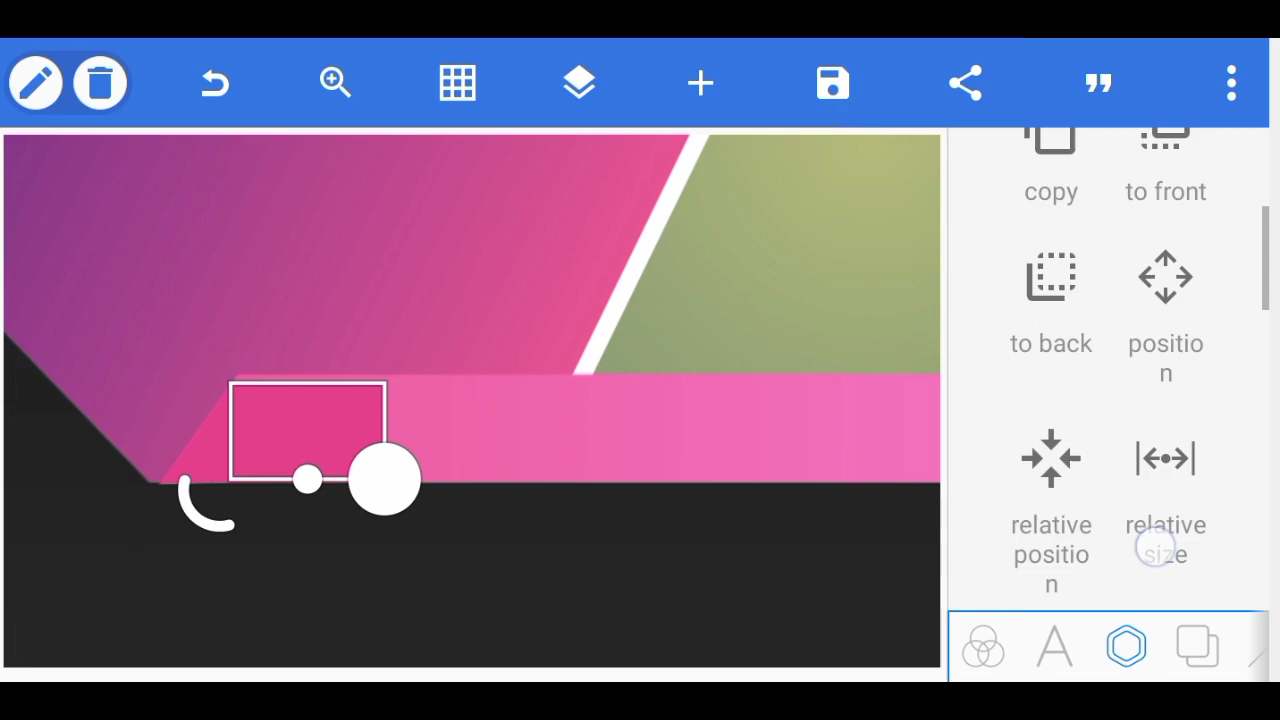 copy
to front
to back
positio
n
relative
positio
n
relative
size